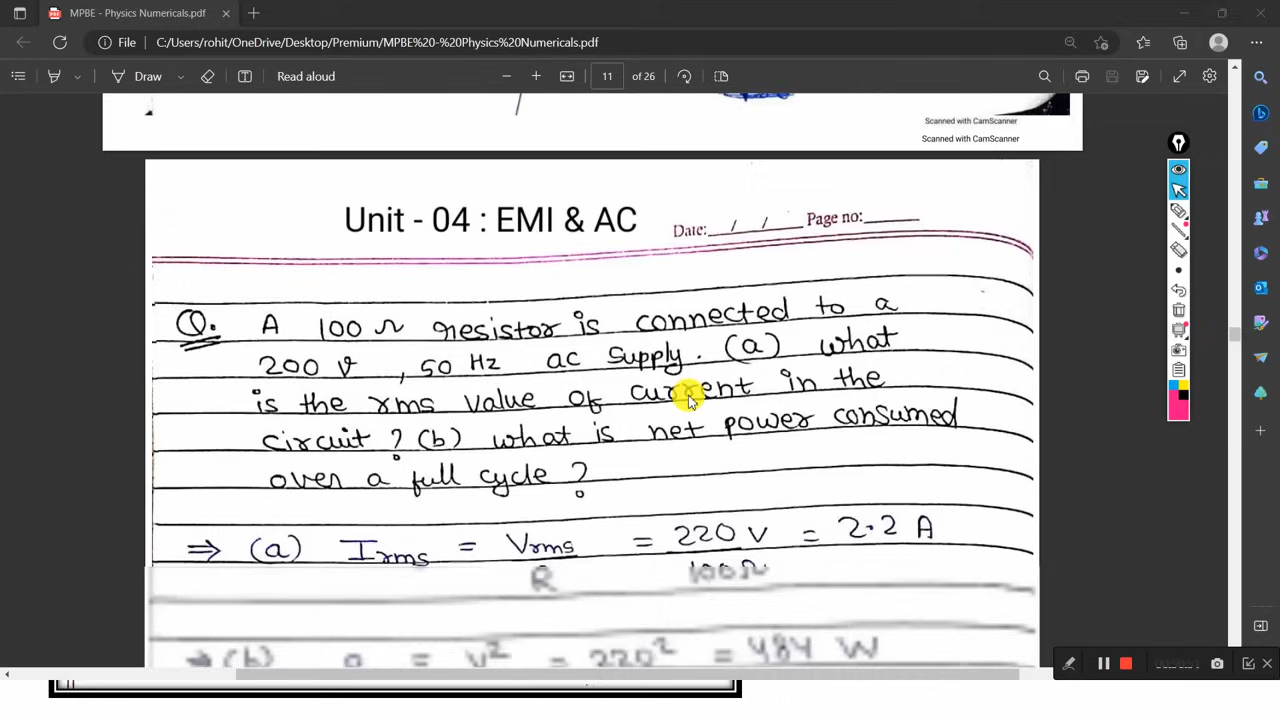 MPBE - Physics Numericals.pdf
File C:/Users/rohit/OneDrive/Desktop/Premium/MPBE%20-%20Physics%20Numericals.pdf
Draw Read aloud 11 of 26
Scanned with CamScanner
Scanned with CamScanner
Unit - 04 : EMI & AC
Date: / / Page no:
Q. A 100 Ω resistor is connected to a
200 V , 50 Hz ac supply. (a) what
is the rms value of current in the
circuit ? (b) what is net power consumed
over a full cycle ?
⇒ (a) Irms = Vrms / R = 220 V / 100Ω = 2.2 A
⇒ (b) = V² = 220² = 484 W